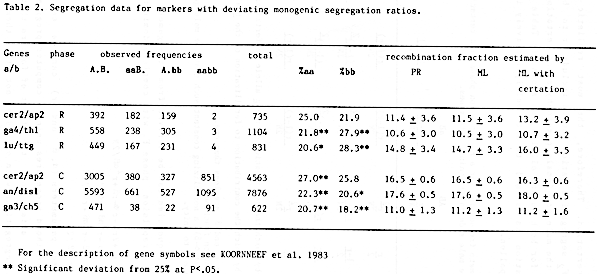 Table 2. Segregation data for markers with deviating monogenic segregation ratios.
Genes phase observed frequencies total recombination fraction estimated by
a/b A.B. aaB. A.bb aabb %aa %bb PR ML ML with
certation
cer2/ap2 R 392 182 159 2 735 25.0 21.9 11.4 ± 3.6 11.5 ± 3.6 13.2 ± 3.9
ga4/th1 R 558 238 305 3 1104 21.8** 27.9** 10.6 ± 3.0 10.5 ± 3.0 10.7 ± 3.2
lu/ttg R 449 167 231 4 831 20.6* 28.3** 14.8 ± 3.4 14.7 ± 3.3 16.0 ± 3.5
cer2/ap2 C 3005 380 327 851 4563 27.0** 25.8 16.5 ± 0.6 16.5 ± 0.6 16.3 ± 0.6
an/dis1 C 5593 661 527 1095 7876 22.3** 20.6* 17.6 ± 0.5 17.6 ± 0.5 18.0 ± 0.5
ga3/ch5 C 471 38 22 91 622 20.7** 18.2** 11.0 ± 1.3 11.2 ± 1.3 11.2 ± 1.6
For the description of gene symbols see KOORNNEEF et al. 1983
** Significant deviation from 25% at P<.05.